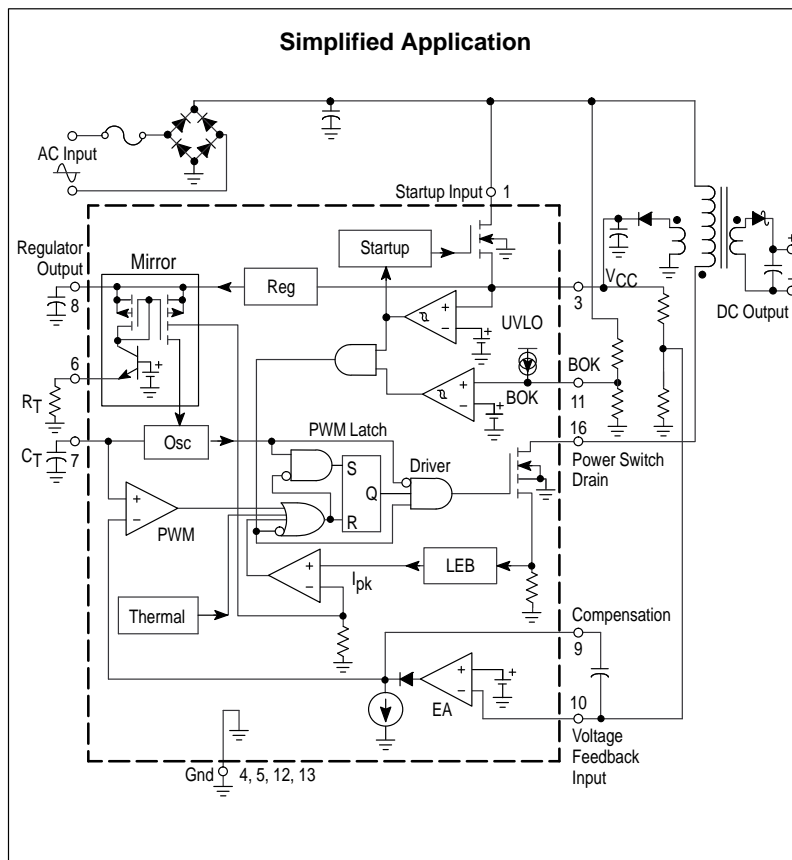 Simplified Application
AC Input
Startup Input
1
Regulator
Output
8
Mirror
Startup
Reg
VCC
3
DC Output
+
−
UVLO
+
−
6
RT
+
BOK
+
−
BOK
11
CT
7
Osc
PWM Latch
S
Q
R
Driver
16
Power Switch
Drain
+
−
PWM
LEB
Ipk
+
−
Thermal
Compensation
9
+
−
EA
10
Voltage
Feedback
Input
Gnd
4, 5, 12, 13